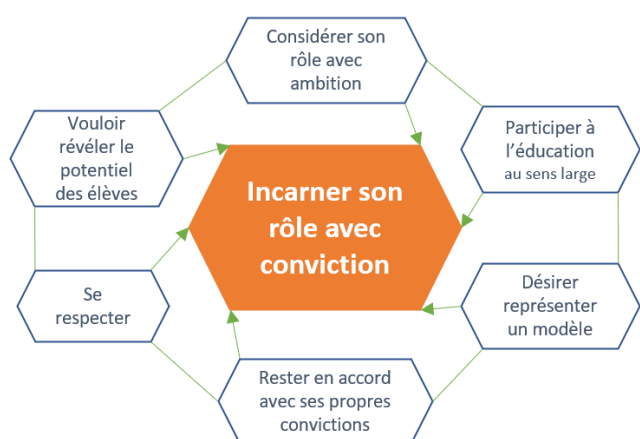 Considérer son
rôle avec
ambition
Vouloir
révéler le
potentiel
des élèves
Participer à
l’éducation
au sens large
Incarner son
rôle avec
conviction
Se
respecter
Désirer
représenter
un modèle
Rester en accord
avec ses propres
convictions